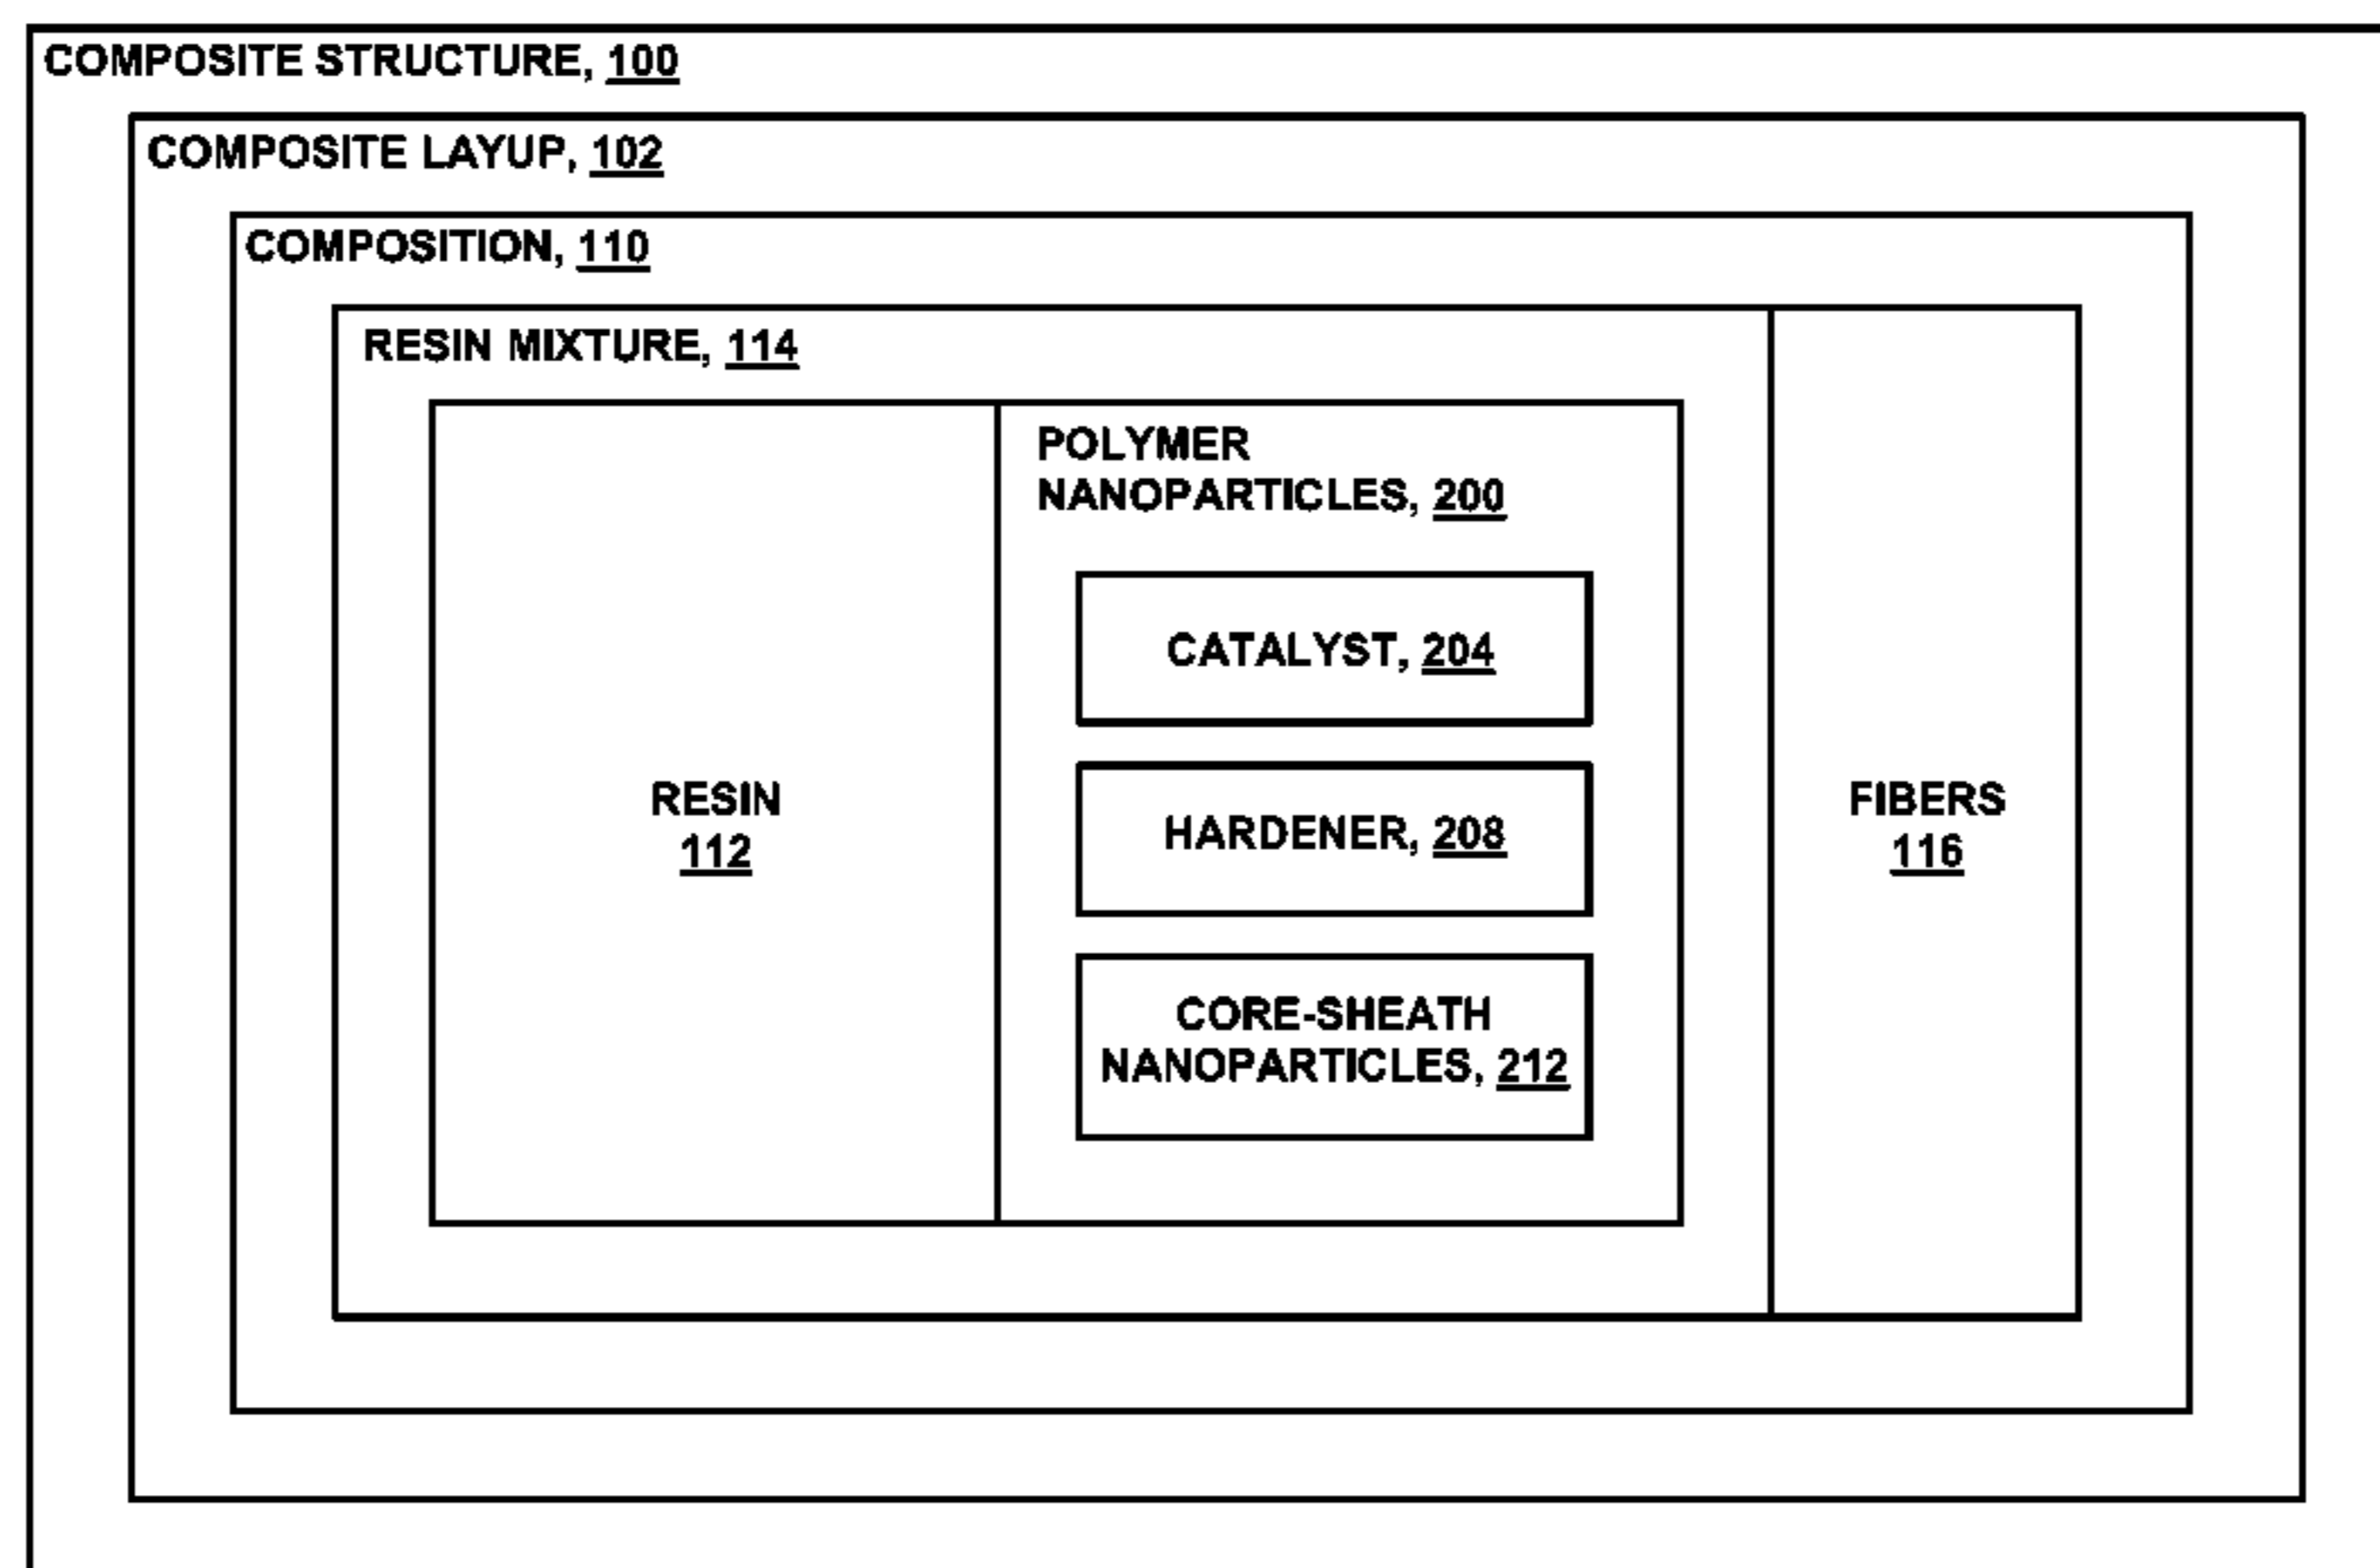 COMPOSITE STRUCTURE, 100
COMPOSITE LAYUP, 102
COMPOSITION, 110
RESIN MIXTURE, 114
POLYMER
NANOPARTICLES, 200
CATALYST, 204
RESIN
112
HARDENER, 208
FIBERS
116
CORE-SHEATH
NANOPARTICLES, 212